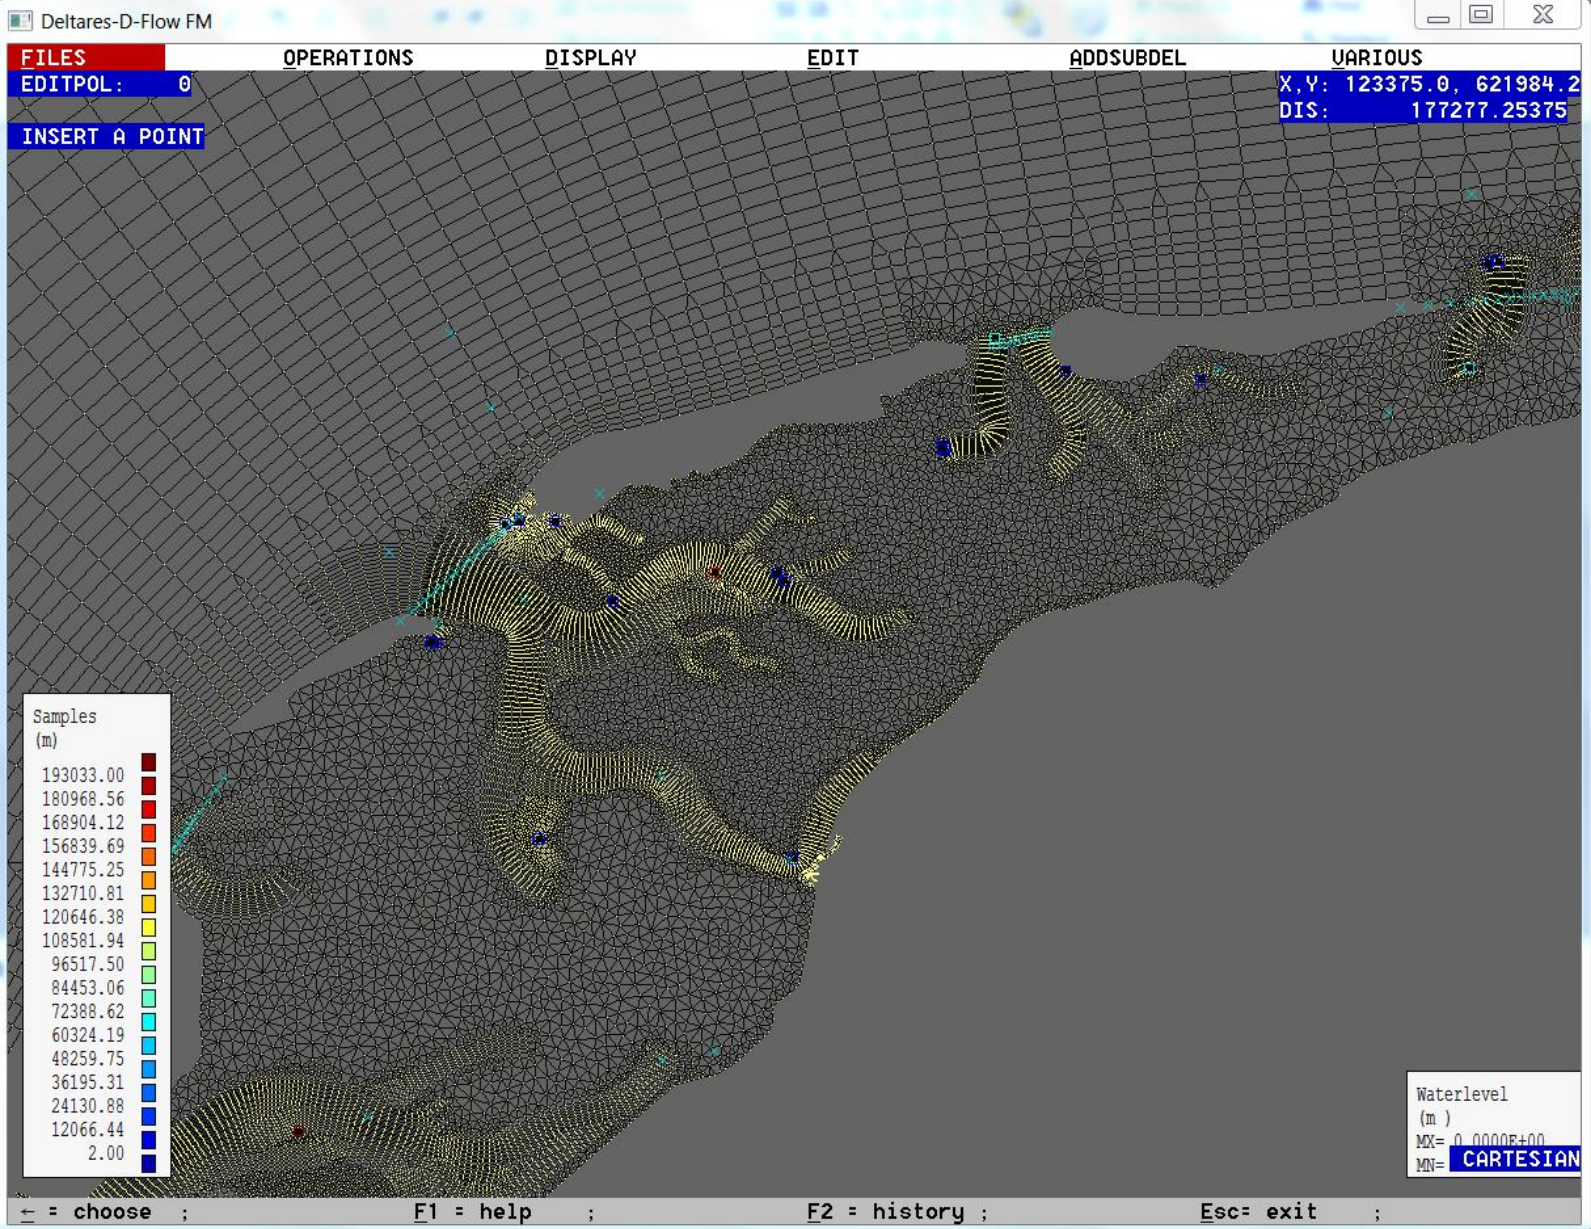 Deltares-D-Flow FM
FILES OPERATIONS DISPLAY EDIT ADDSUBDEL VARIOUS
EDITPOL: 0
X,Y: 123375.0, 621984.2
DIS: 177277.25375
INSERT A POINT
Samples
(m)
193033.00
180968.56
168904.12
156839.69
144775.25
132710.81
120646.38
108581.94
96517.50
84453.06
72388.62
60324.19
48259.75
36195.31
24130.88
12066.44
2.00
Waterlevel
(m )
MX= 0.0000E+00
MN= CARTESIAN
← = choose ; F1 = help ; F2 = history ; Esc= exit ;